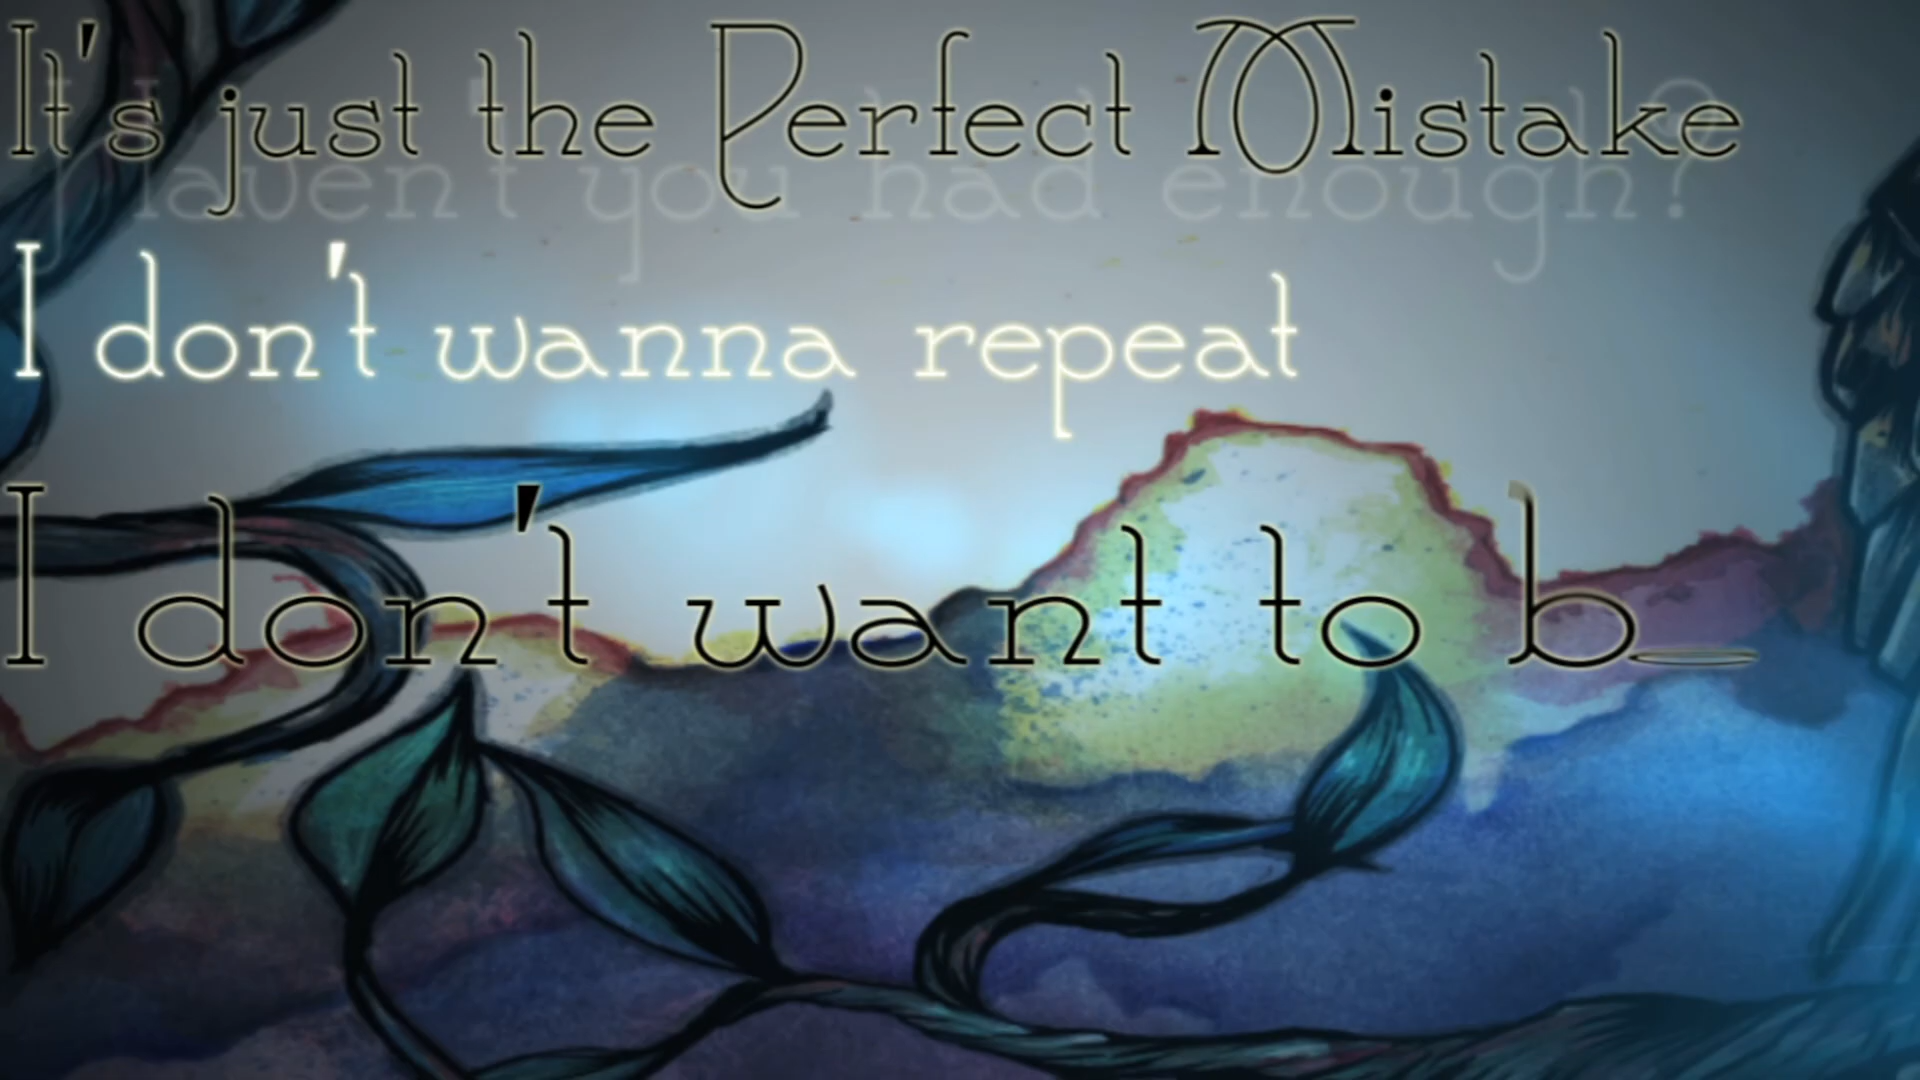 It's just the Perfect Mistake
Haven't you had enough?
I don't wanna repeat
I don't want to b